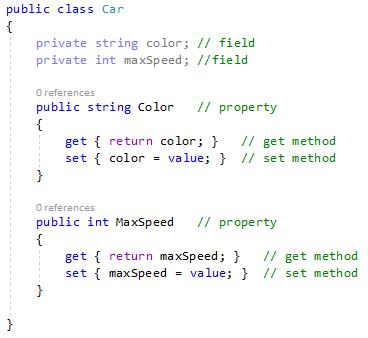 public class Car
{
private string color; // field
private int maxSpeed; //field
0 references
public string Color // property
{
get { return color; } // get method
set { color = value; } // set method
}
0 references
public int MaxSpeed // property
{
get { return maxSpeed; } // get method
set { maxSpeed = value; } // set method
}
}